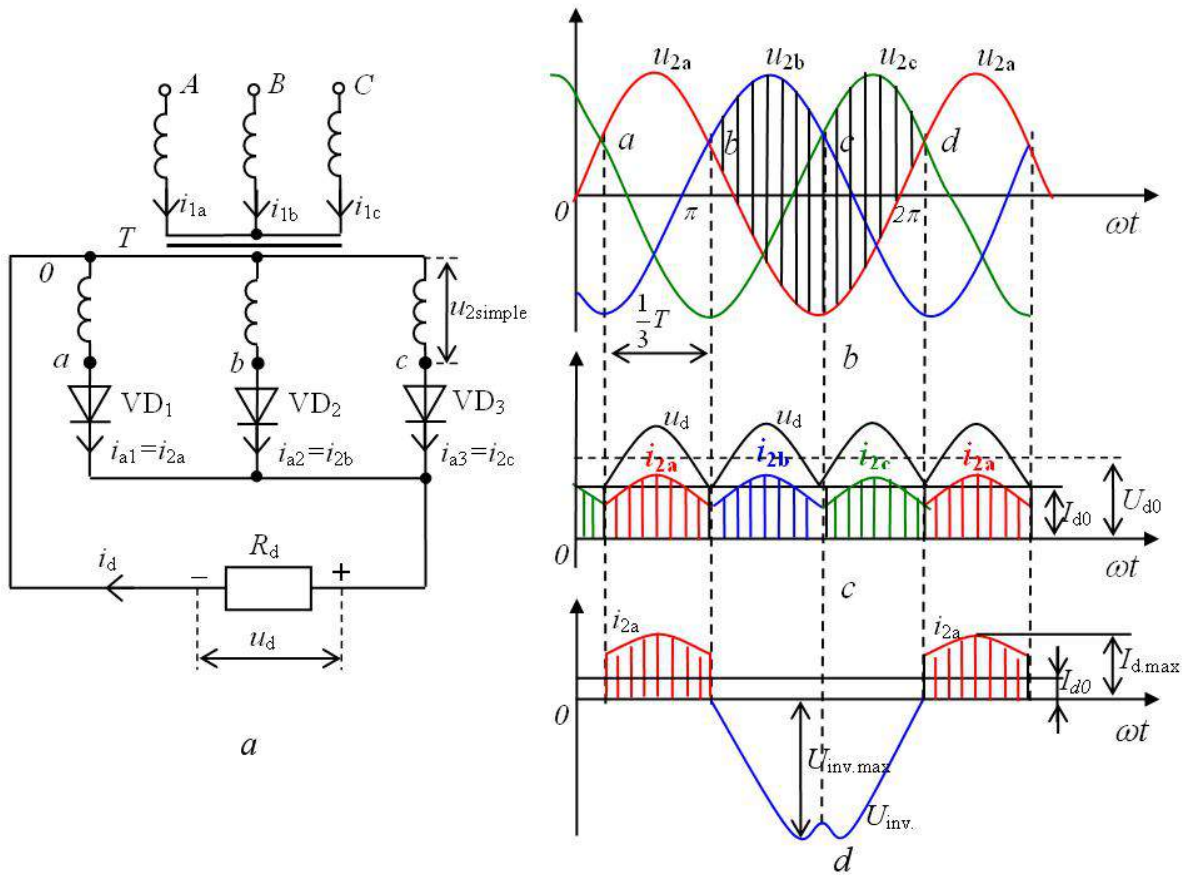 A B C
i1a i1b i1c
T
0
u2simple
a b c
VD1 VD2 VD3
ia1=i2a ia2=i2b ia3=i2c
Rd
id
− +
ud
a
u2a u2b u2c u2a
a b c d
0 π 2π ωt
1/3 T
b
ud ud
i2a i2b i2c i2a
Id0 Ud0
0 ωt
c
i2a i2a
Id.max
Id0
0 ωt
Uinv.max
Uinv.
d